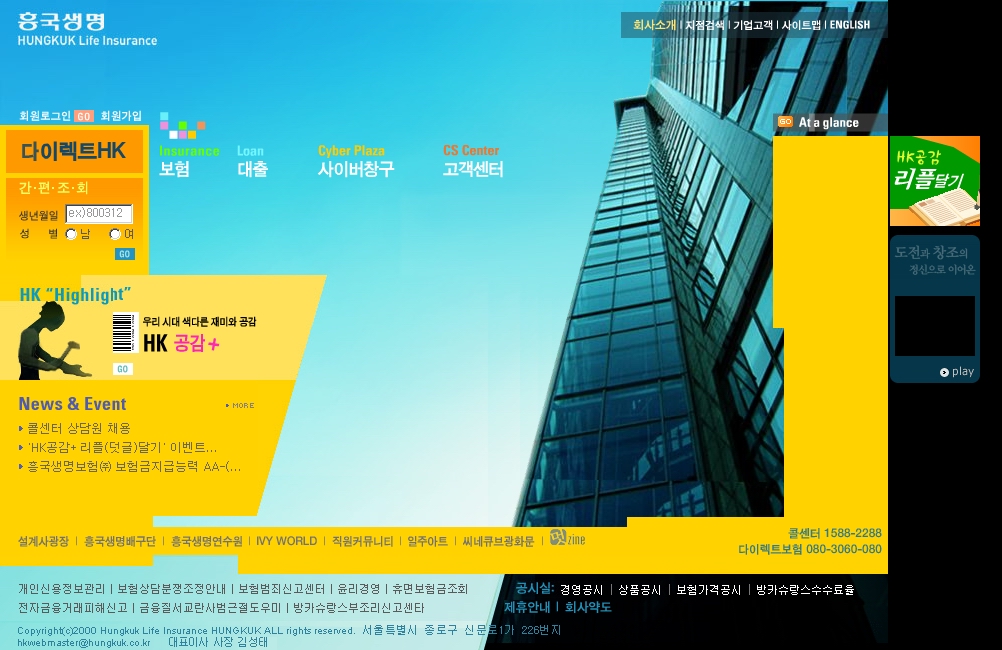 흥국생명
HUNGKUK Life Insurance
회사소개 | 지점검색 | 기업고객 | 사이트맵 | ENGLISH
회원로그인 GO 회원가입
GO At a glance
다이렉트HK
Insurance Loan Cyber Plaza CS Center
보험 대출 사이버창구 고객센터
HK공감
리플달기
간·편·조·회
생년월일 ex)800312
성 별 남 여
GO
도전과 창조의
정신으로 이어온
HK "Highlight"
우리 시대 색다른 재미와 공감
HK 공감+
GO
play
News & Event MORE
콜센터 상담원 채용
'HK공감+ 리플(덧글)달기' 이벤트...
흥국생명보험㈜ 보험금지급능력 AA-(...
설계사광장 | 흥국생명배구단 | 흥국생명연수원 | IVY WORLD | 직원커뮤니티 | 일주아트 | 씨네큐브광화문 | zine
콜센터 1588-2288
다이렉트보험 080-3060-080
개인신용정보관리 | 보험상담분쟁조정안내 | 보험범죄신고센터 | 윤리경영 | 휴면보험금조회
전자금융거래피해신고 | 금융질서교란사범근절도우미 | 방카슈랑스부조리신고센타
공시실: 경영공시 | 상품공시 | 보험가격공시 | 방카슈랑스수수료율
제휴안내 | 회사약도
Copyright(c)2000 Hungkuk Life Insurance HUNGKUK ALL rights reserved. 서울특별시 종로구 신문로1가 226번지
hkwebmaster@hungkuk.co.kr 대표이사 사장 김성태